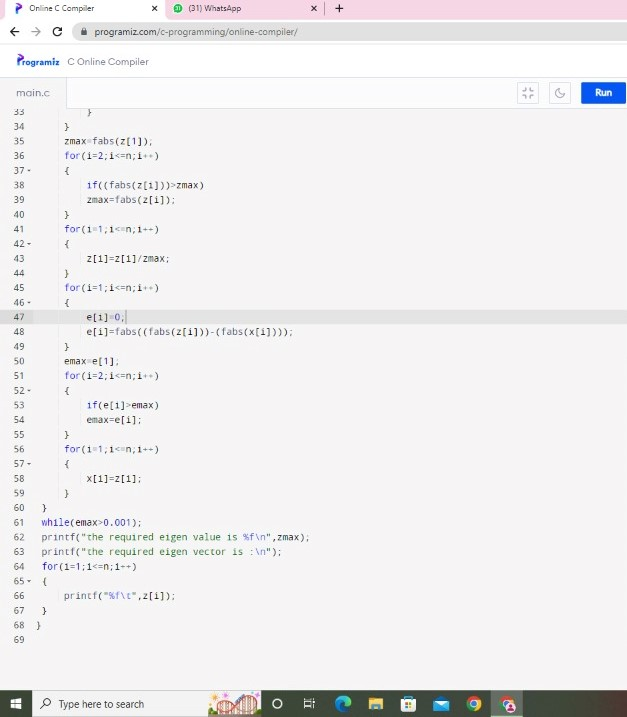 Online C Compiler × (31) WhatsApp × +
programiz.com/c-programming/online-compiler/
Programiz C Online Compiler
main.c Run
33 }
34 }
35 zmax=fabs(z[1]);
36 for(i=2;i<=n;i++)
37 {
38 if((fabs(z[i]))>zmax)
39 zmax=fabs(z[i]);
40 }
41 for(i=1;i<=n;i++)
42 {
43 z[i]=z[i]/zmax;
44 }
45 for(i=1;i<=n;i++)
46 {
47 e[i]=0;
48 e[i]=fabs((fabs(z[i]))-(fabs(x[i])));
49 }
50 emax=e[1];
51 for(i=2;i<=n;i++)
52 {
53 if(e[i]>emax)
54 emax=e[i];
55 }
56 for(i=1;i<=n;i++)
57 {
58 x[i]=z[i];
59 }
60 }
61 while(emax>0.001);
62 printf("the required eigen value is %f\n",zmax);
63 printf("the required eigen vector is :\n");
64 for(i=1;i<=n;i++)
65 {
66 printf("%f\t",z[i]);
67 }
68 }
69
Type here to search